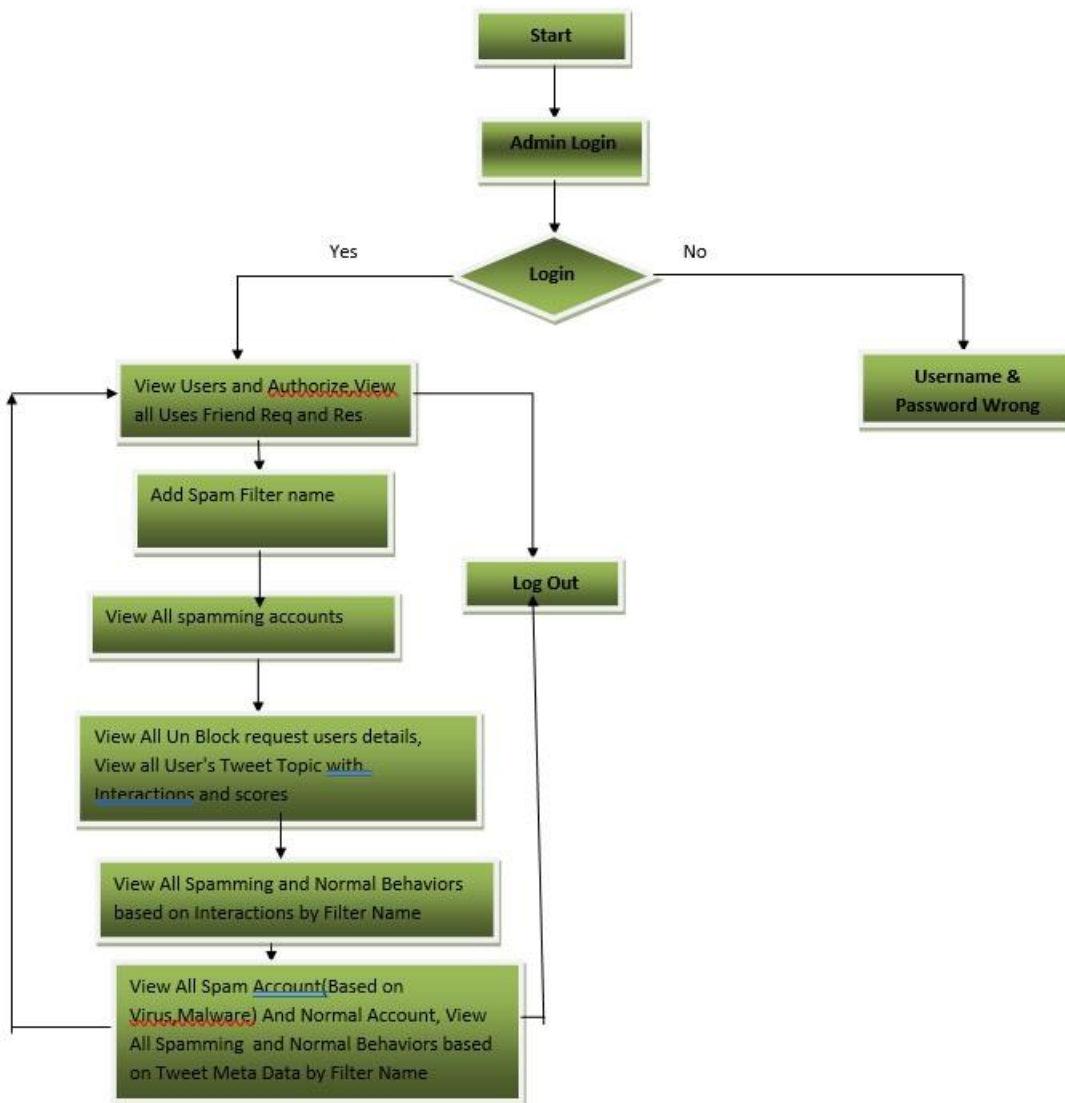 Start
Admin Login
Yes
No
Login
View Users and Authorize,View
all Uses Friend Req and Res
Username &
Password Wrong
Add Spam Filter name
Log Out
View All spamming accounts
View All Un Block request users details,
View all User's Tweet Topic with
Interactions and scores
View All Spamming and Normal Behaviors
based on Interactions by Filter Name
View All Spam Account(Based on
Virus,Malware) And Normal Account, View
All Spamming and Normal Behaviors based
on Tweet Meta Data by Filter Name